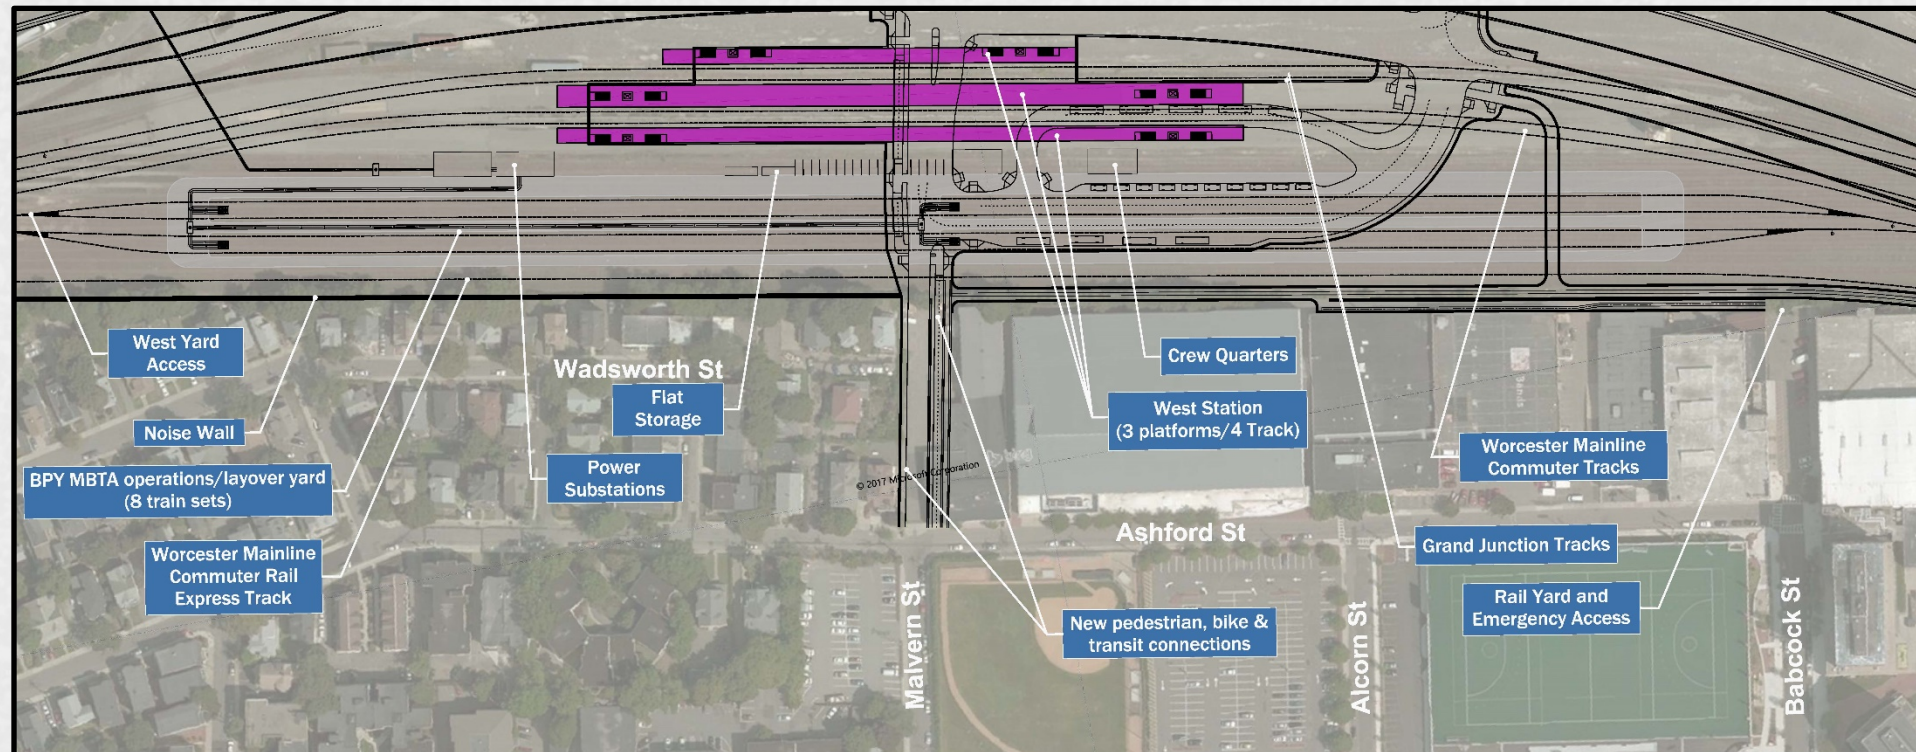 West Yard
Access
Wadsworth St
Flat
Storage
Crew Quarters
West Station
(3 platforms/4 Track)
Noise Wall
Worcester Mainline
Commuter Tracks
BPY MBTA operations/layover yard
(8 train sets)
Power
Substations
bing
© 2017 Microsoft Corporation
Ashford St
Grand Junction Tracks
Worcester Mainline
Commuter Rail
Express Track
Malvern St
New pedestrian, bike &
transit connections
Alcorn St
Rail Yard and
Emergency Access
Babcock St